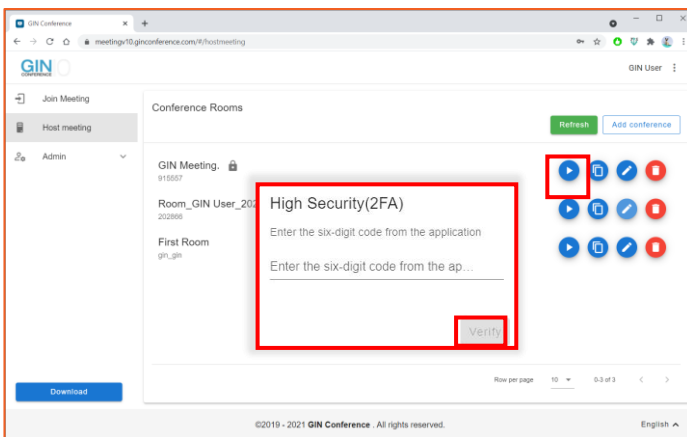 GIN Conference
meetingv10.ginconference.com/#/hostmeeting
GIN
CONFERENCE
GIN User
Join Meeting
Host meeting
Admin
Conference Rooms
Refresh
Add conference
GIN Meeting.
915557
Room_GIN User_202
202866
First Room
gin_gin
High Security(2FA)
Enter the six-digit code from the application
Enter the six-digit code from the ap...
Verify
Row per page 10 0-3 of 3
Download
©2019 - 2021 GIN Conference . All rights reserved.
English